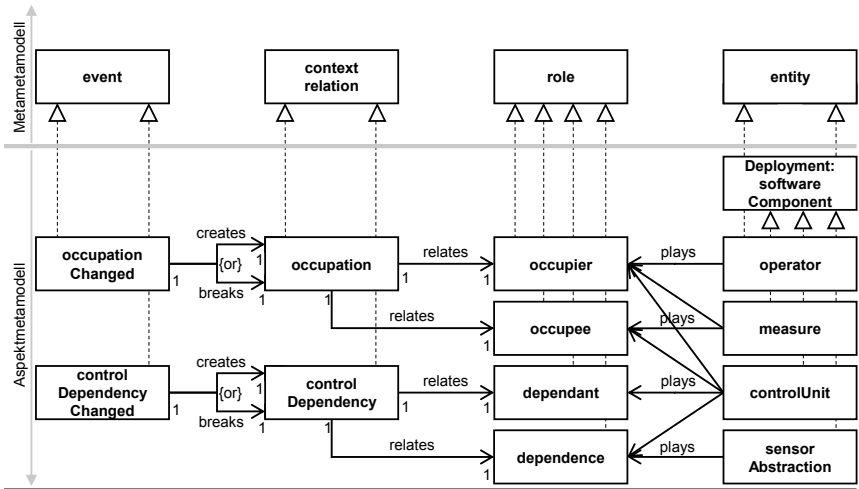 Metametamodell
event
context
relation
role
entity
Aspektmetamodell
Deployment:
software
Component
occupation
Changed
1
creates
{or}
breaks
1
1
occupation
1
1
relates
1
occupier
plays
operator
relates
1
occupee
plays
measure
control
Dependency
Changed
1
creates
{or}
breaks
1
1
control
Dependency
1
1
relates
1
dependant
plays
controlUnit
relates
1
dependence
plays
sensor
Abstraction